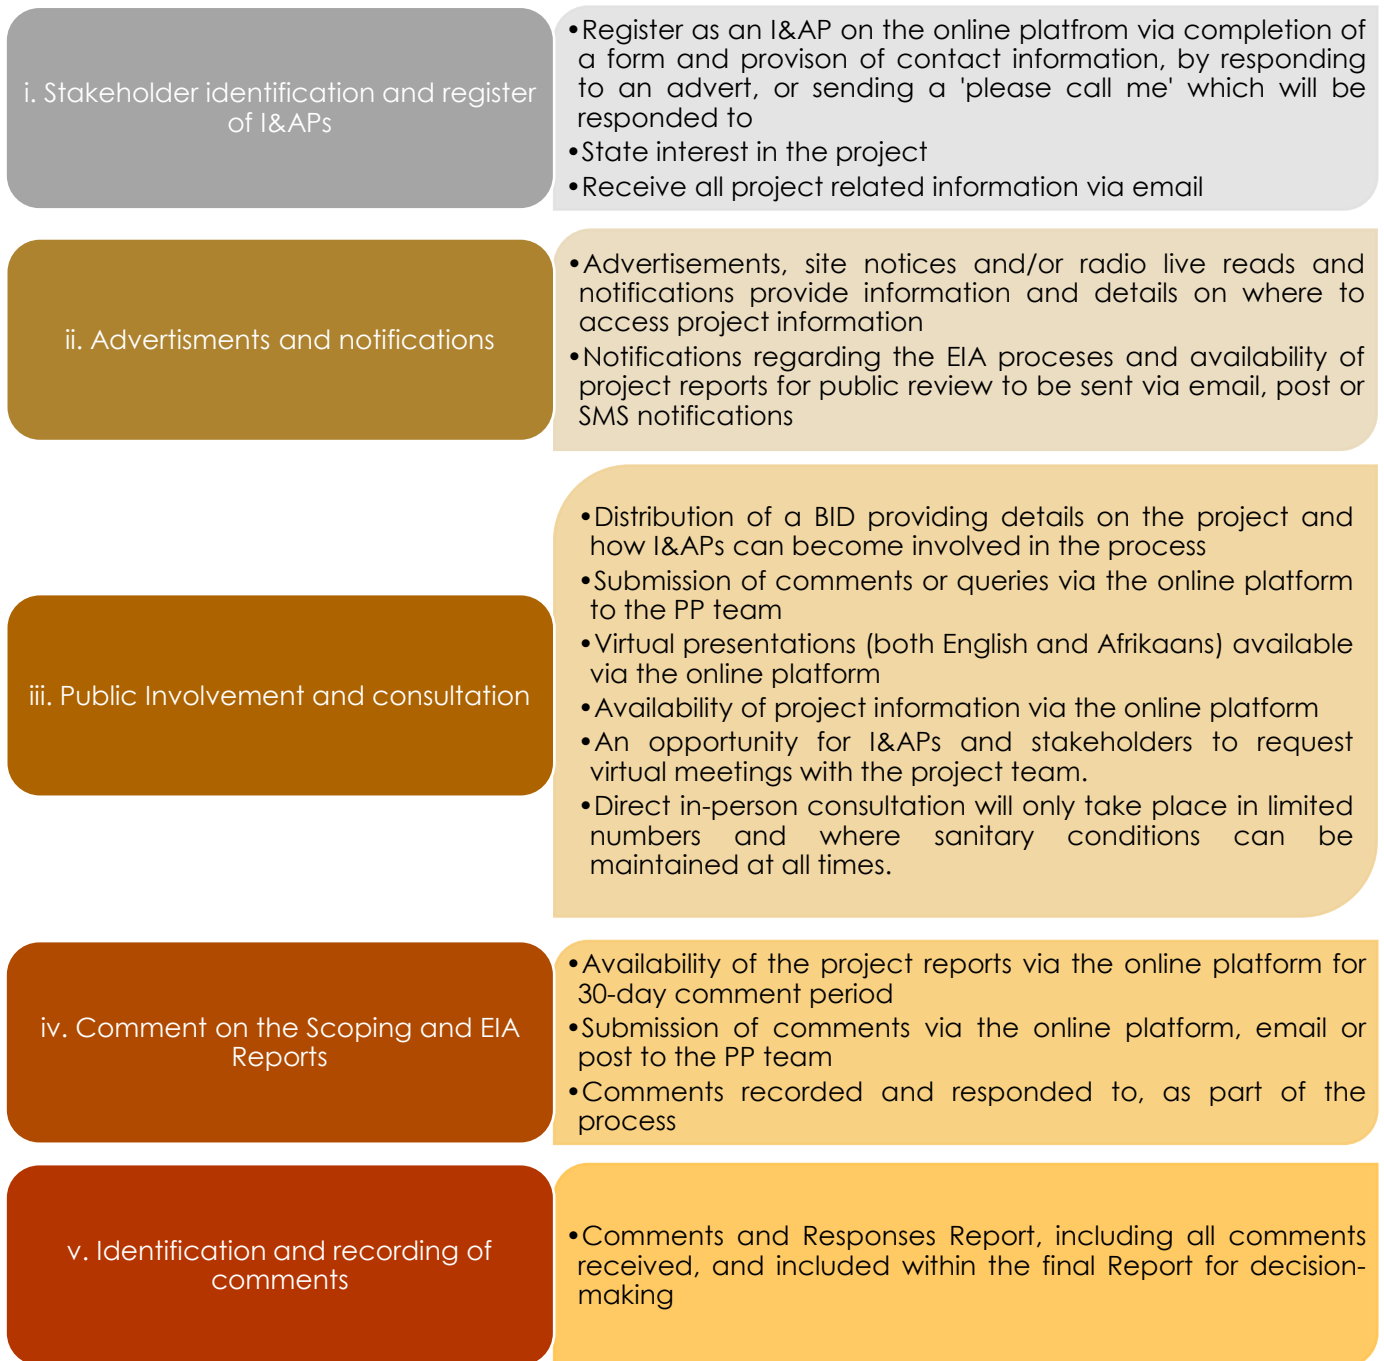 i. Stakeholder identification and register
of I&APs
•Register as an I&AP on the online platfrom via completion of
a form and provison of contact information, by responding
to an advert, or sending a 'please call me' which will be
responded to
•State interest in the project
•Receive all project related information via email
ii. Advertisments and notifications
•Advertisements, site notices and/or radio live reads and
notifications provide information and details on where to
access project information
•Notifications regarding the EIA proceses and availability of
project reports for public review to be sent via email, post or
SMS notifications
iii. Public Involvement and consultation
•Distribution of a BID providing details on the project and
how I&APs can become involved in the process
•Submission of comments or queries via the online platform
to the PP team
•Virtual presentations (both English and Afrikaans) available
via the online platform
•Availability of project information via the online platform
•An opportunity for I&APs and stakeholders to request
virtual meetings with the project team.
•Direct in-person consultation will only take place in limited
numbers and where sanitary conditions can be
maintained at all times.
iv. Comment on the Scoping and EIA
Reports
•Availability of the project reports via the online platform for
30-day comment period
•Submission of comments via the online platform, email or
post to the PP team
•Comments recorded and responded to, as part of the
process
v. Identification and recording of
comments
•Comments and Responses Report, including all comments
received, and included within the final Report for decision-
making